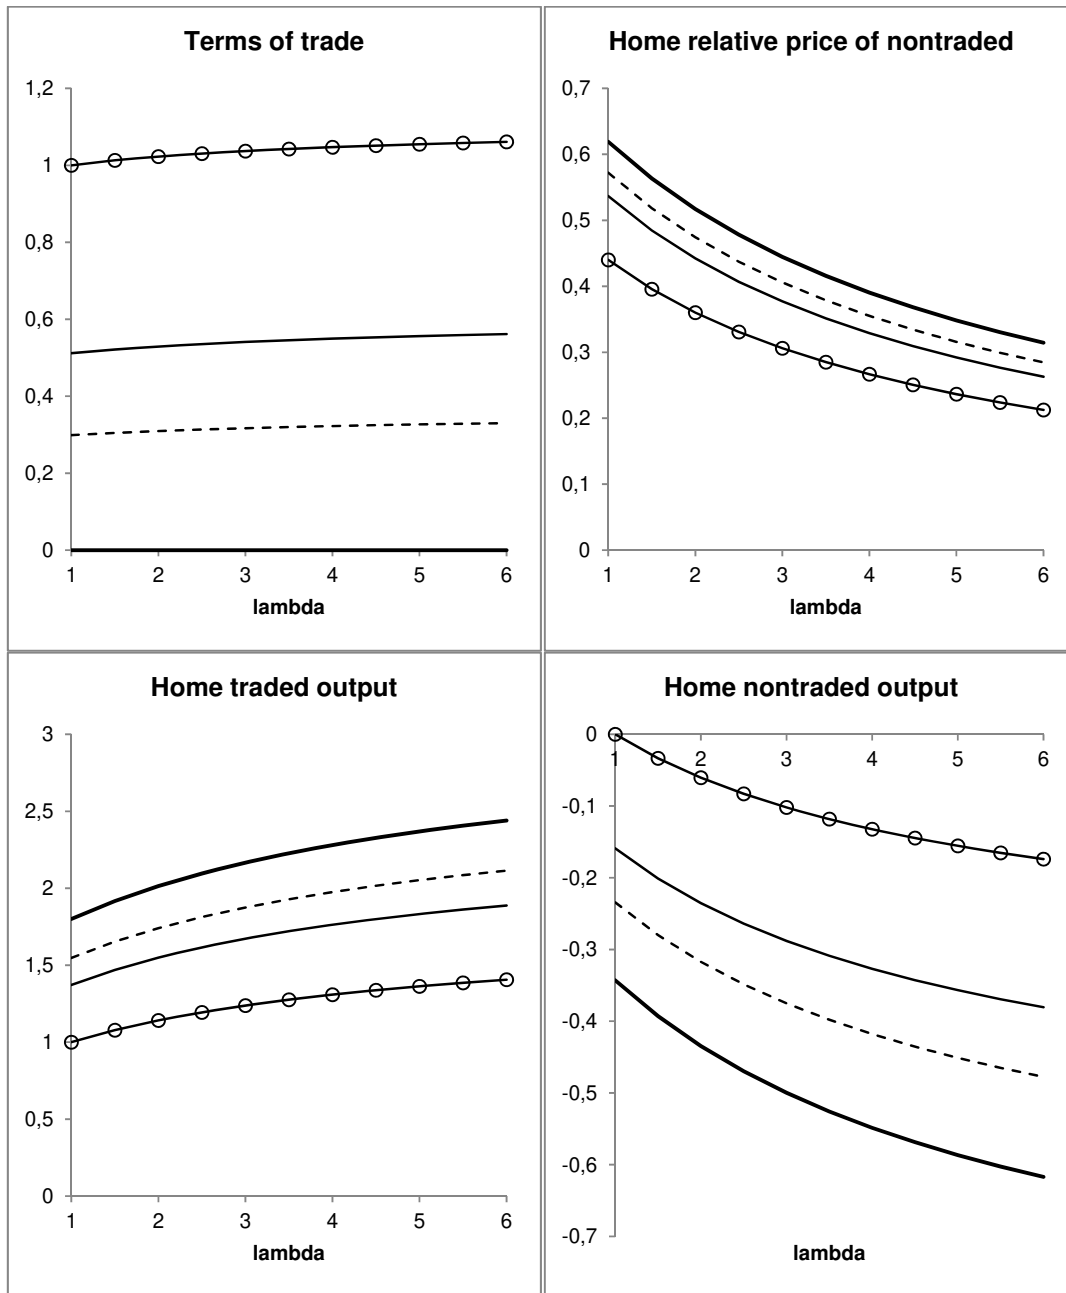 Terms of trade
1,2
1
0,8
0,6
0,4
0,2
0
1 2 3 4 5 6
lambda
Home relative price of nontraded
0,7
0,6
0,5
0,4
0,3
0,2
0,1
0
1 2 3 4 5 6
lambda
Home traded output
3
2,5
2
1,5
1
0,5
0
1 2 3 4 5 6
lambda
Home nontraded output
0
1 2 3 4 5 6
-0,1
-0,2
-0,3
-0,4
-0,5
-0,6
-0,7
lambda